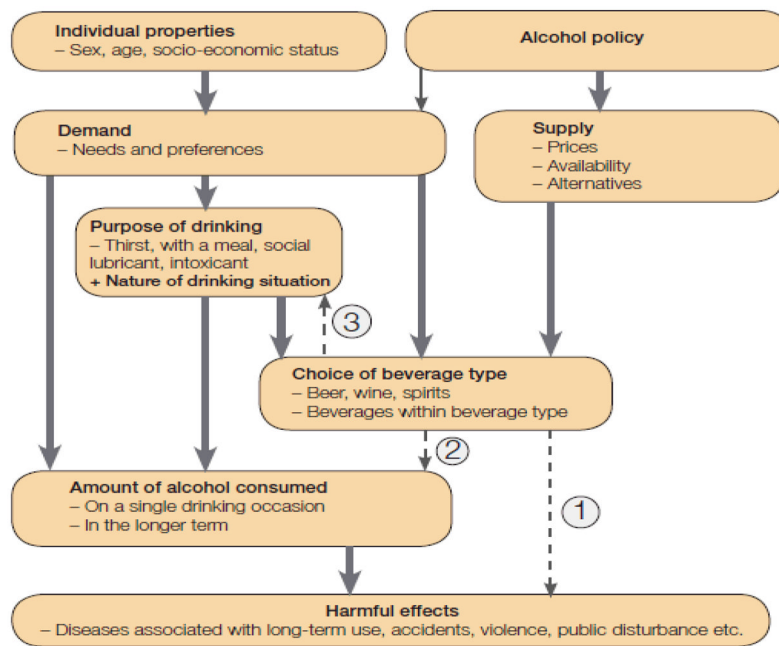 Individual properties
– Sex, age, socio-economic status
Alcohol policy
Demand
– Needs and preferences
Supply
– Prices
– Availability
– Alternatives
Purpose of drinking
– Thirst, with a meal, social
lubricant, intoxicant
+ Nature of drinking situation
3
Choice of beverage type
– Beer, wine, spirits
– Beverages within beverage type
2
1
Amount of alcohol consumed
– On a single drinking occasion
– In the longer term
Harmful effects
– Diseases associated with long-term use, accidents, violence, public disturbance etc.